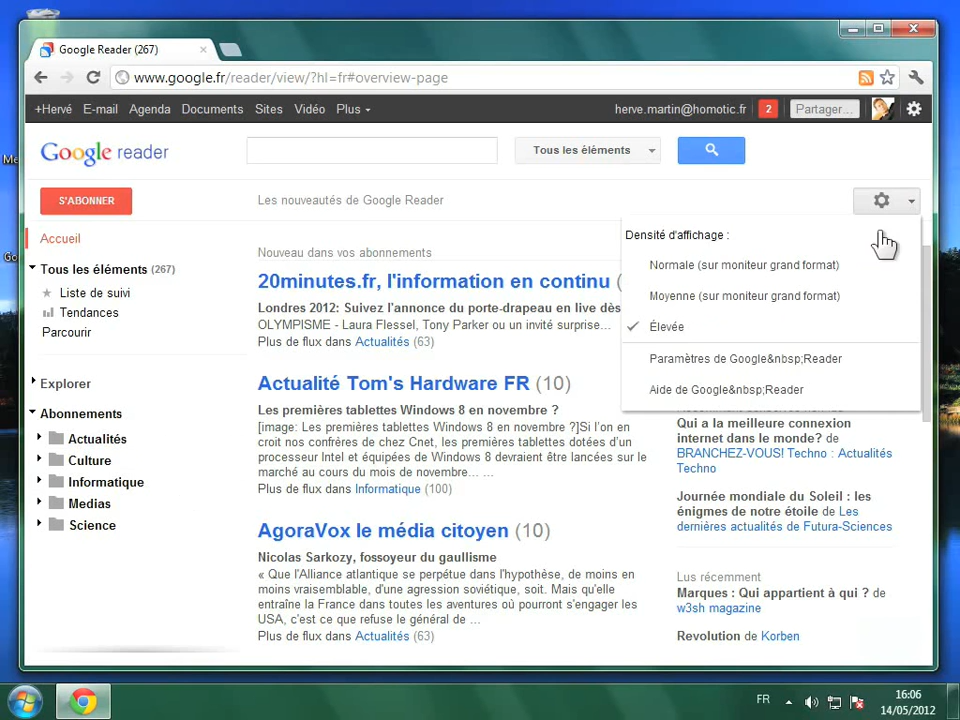 Google Reader (267)
www.google.fr/reader/view/?hl=fr#overview-page
+Hervé E-mail Agenda Documents Sites Vidéo Plus herve.martin@homotic.fr 2 Partager...
Google reader
Tous les éléments
S'ABONNER
Les nouveautés de Google Reader
Densité d'affichage :
Normale (sur moniteur grand format)
Moyenne (sur moniteur grand format)
Élevée
Paramètres de Google&nbsp;Reader
Aide de Google&nbsp;Reader
Accueil
Tous les éléments (267)
Liste de suivi
Tendances
Parcourir
Explorer
Abonnements
Actualités
Culture
Informatique
Medias
Science
Nouveau dans vos abonnements
20minutes.fr, l'information en continu (
Londres 2012: Suivez l'annonce du porte-drapeau en direct dès
OLYMPISME - Laura Flessel, Tony Parker ou un invité surprise...
Plus de flux dans Actualités (63)
Actualité Tom's Hardware FR (10)
Les premières tablettes Windows 8 en novembre ?
[image: Les premières tablettes Windows 8 en novembre ?]Si l'on en
croit nos confrères de chez Cnet, les premières tablettes dotées d'un
processeur Intel et équipées de Windows 8 devraient être lancées sur le
marché au cours du mois de novembre... ...
Plus de flux dans Informatique (100)
AgoraVox le média citoyen (10)
Nicolas Sarkozy, fossoyeur du gaullisme
« Que l'Alliance atlantique se perpétue dans l'hypothèse, de moins en
moins vraisemblable, d'une agression soviétique, soit. Mais qu'elle
entraîne la France dans toutes les aventures où pourront s'engager les
USA, c'est ce que refuse le général de ...
Plus de flux dans Actualités (63)
Qui a la meilleure connexion
internet dans le monde? de
BRANCHEZ-VOUS! Techno : Actualités
Techno
Journée mondiale du Soleil : les
énigmes de notre étoile de Les
dernières actualités de Futura-Sciences
Lus récemment
Marques : Qui appartient à qui ? de
w3sh magazine
Revolution de Korben
FR
16:06
14/05/2012